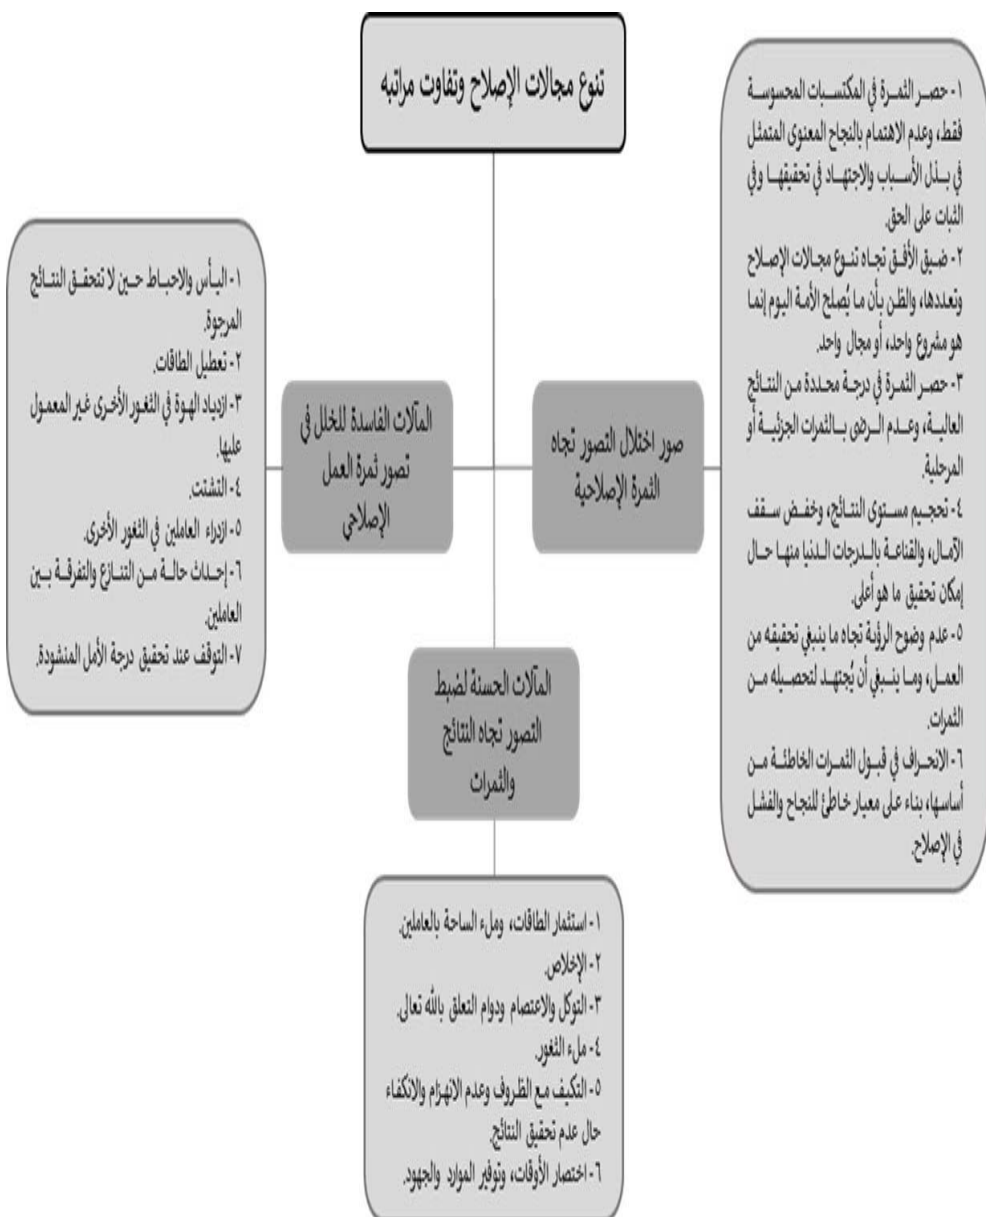 تنوع مجالات الإصلاح وتفاوت مراتبه
صور اختلال التصور تجاه
الثمرة الإصلاحية
١- حصر الثمرة في المكتسبات المحسوسة
فقط، وعدم الاهتمام بالنجاح المعنوى المتمثل
في بذل الأسباب والاجتهاد في تحقيقها وفي
الثبات على الحق.
٢- ضيق الأفق تجاه تنوع مجالات الإصلاح
وتعددها، والظن بأن ما يُصلح الأمة اليوم إنما
هو مشروع واحد، أو مجال واحد.
٣- حصر الثمرة في درجة محددة من النتائج
العالية، وعدم الرضى بالثمرات الجزئية أو
المرحلية.
٤- تحجيم مستوى النتائج، وخفض سقف
الآمال، والقناعة بالدرجات الدنيا منها حال
إمكان تحقيق ما هو أعلى.
٥- عدم وضوح الرؤية تجاه ما ينبغي تحقيقه من
العمل، وما ينبغي أن يُجتهد لتحصيله من
الثمرات.
٦- الانحراف في قبول الثمرات الخاطئة من
أساسها، بناء على معيار خاطئ للنجاح والفشل
في الإصلاح.
المآلات الفاسدة للخلل في
تصور ثمرة العمل
الإصلاحي
١- اليأس والاحباط حين لا تتحقق النتائج
المرجوة.
٢- تعطيل الطاقات.
٣- ازدياد الهوة في الثغور الأخرى غير المعمول
عليها.
٤- التشتت.
٥- ازدراء العاملين في الثغور الأخرى.
٦- إحداث حالة من التنازع والتفرقة بين
العاملين.
٧- التوقف عند تحقيق درجة الأمل المنشودة.
المآلات الحسنة لضبط
التصور تجاه النتائج
والثمرات
١- استثمار الطاقات، وملء الساحة بالعاملين.
٢- الإخلاص.
٣- التوكل والاعتصام ودوام التعلق بالله تعالى.
٤- ملء الثغور.
٥- التكيف مع الظروف وعدم الانهزام والانكفاء
حال عدم تحقيق النتائج.
٦- اختصار الأوقات، وتوفير الموارد والجهود.